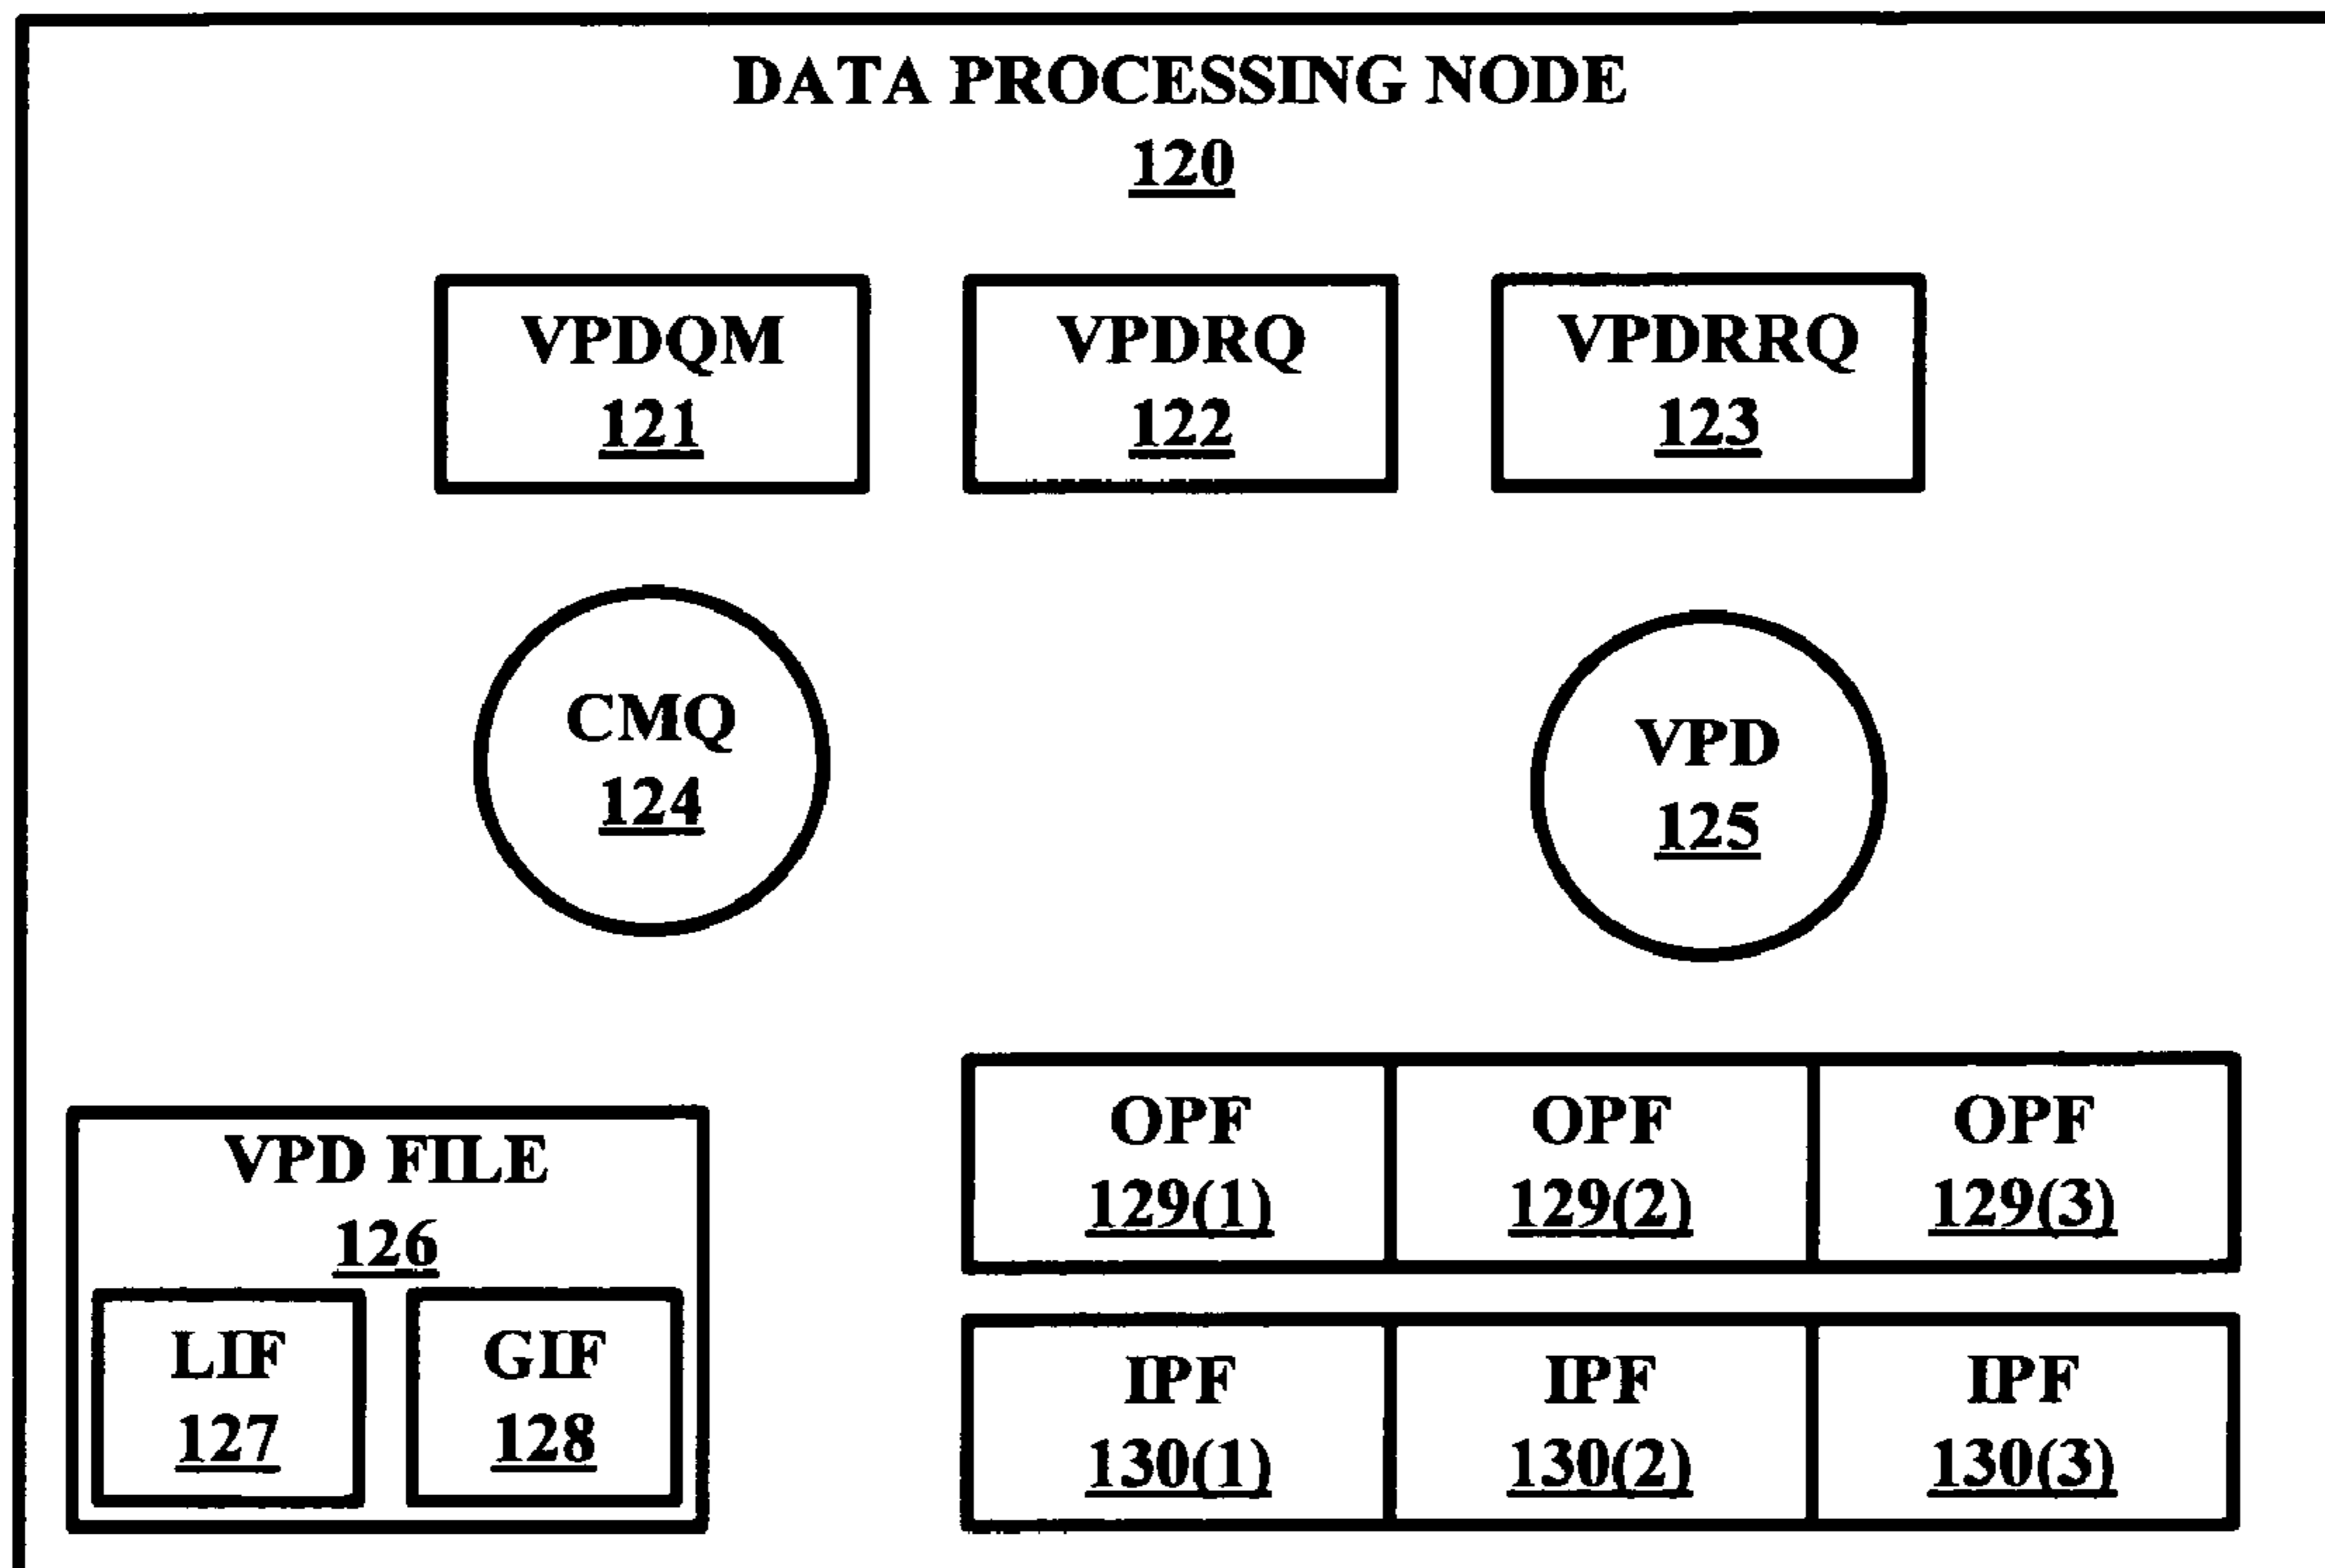 DATA PROCESSING NODE
120
VPDQM
121
VPDRQ
122
VPDRRQ
123
CMQ
124
VPD
125
VPD FILE
126
LIF
127
GIF
128
OPF
129(1)
OPF
129(2)
OPF
129(3)
IPF
130(1)
IPF
130(2)
IPF
130(3)